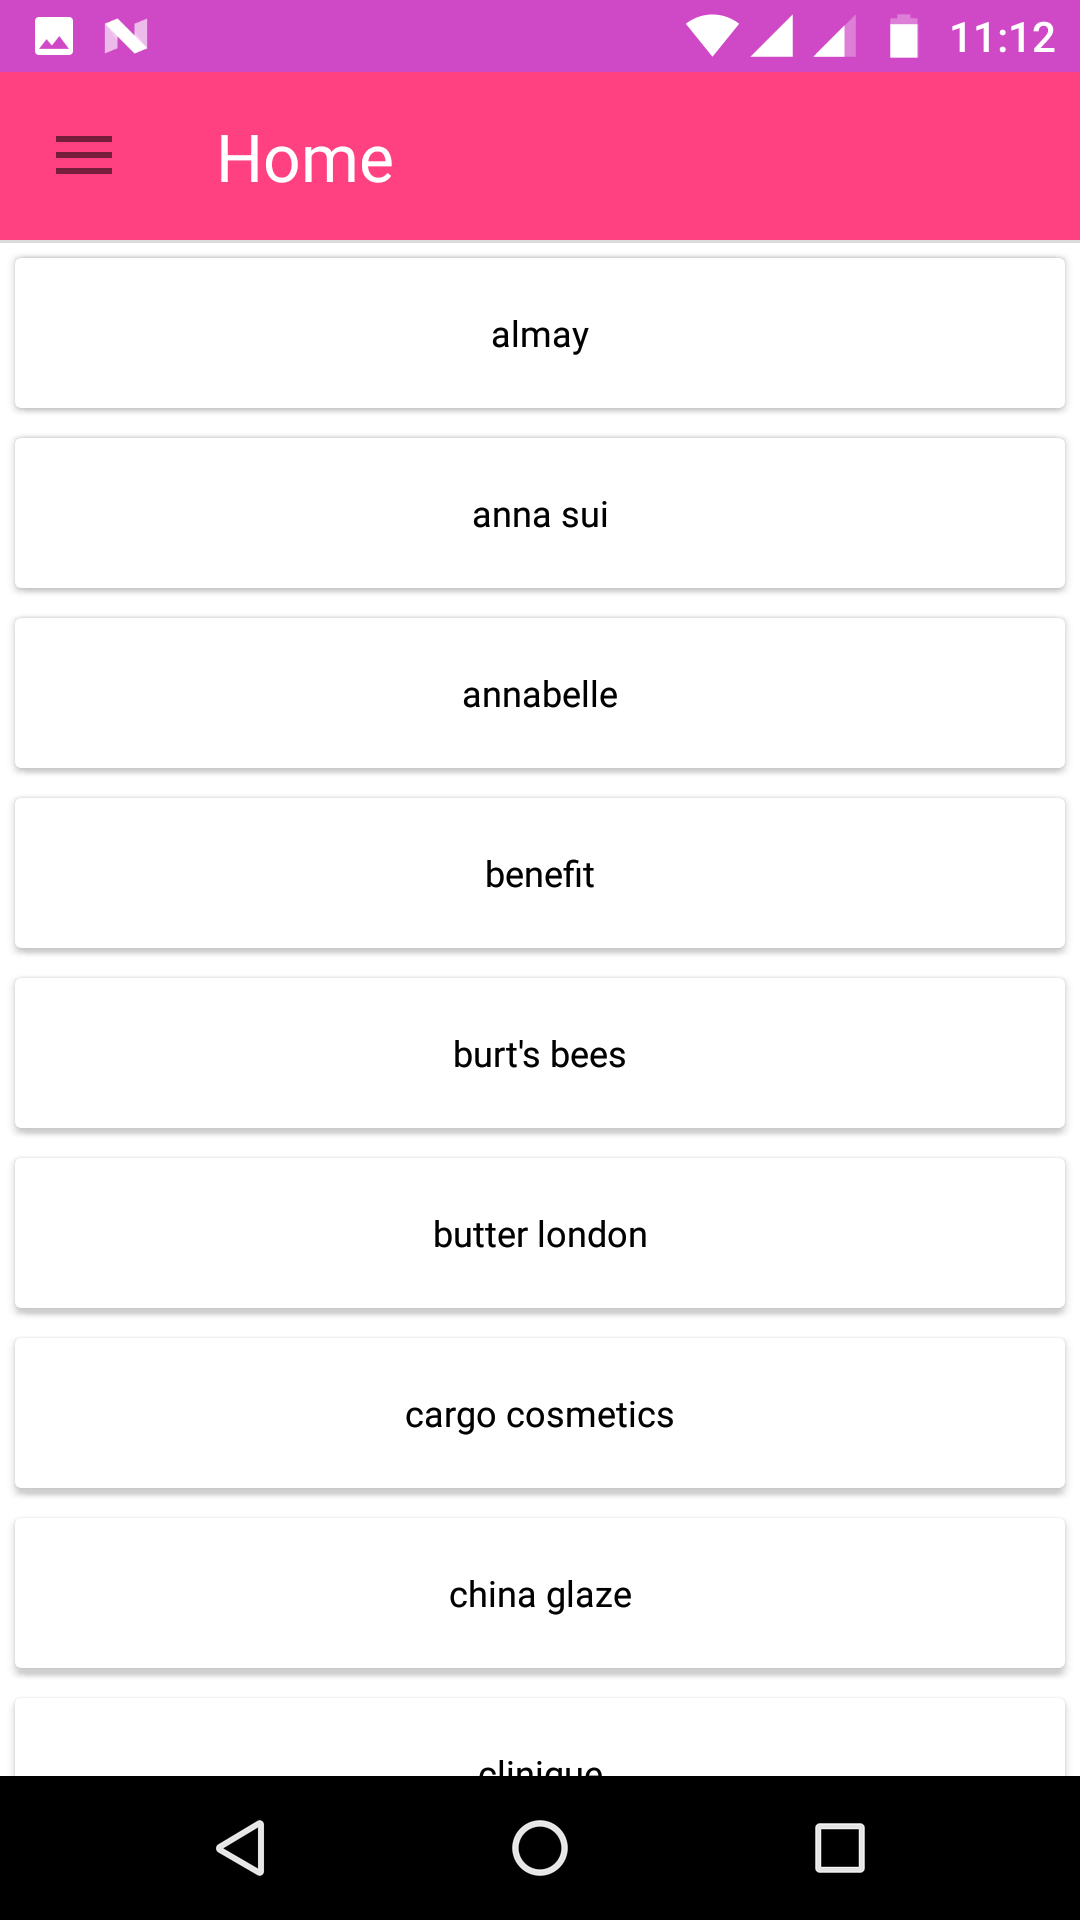 11:12
Home
almay
anna sui
annabelle
benefit
burt's bees
butter london
cargo cosmetics
china glaze
clinique